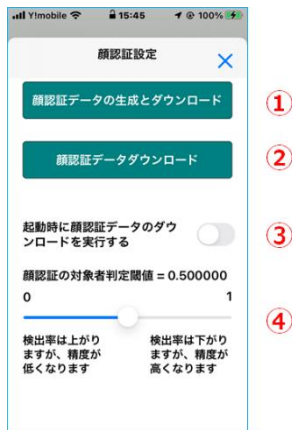 Y!mobile 15:45 100%
顔認証設定
顔認証データの生成とダウンロード
①
顔認証データダウンロード
②
起動時に顔認証データのダウ
ンロードを実行する
③
顔認証の対象者判定閾値 = 0.500000
0 1
④
検出率は上がり
ますが、精度が
低くなります
検出率は下がり
ますが、精度が
高くなります